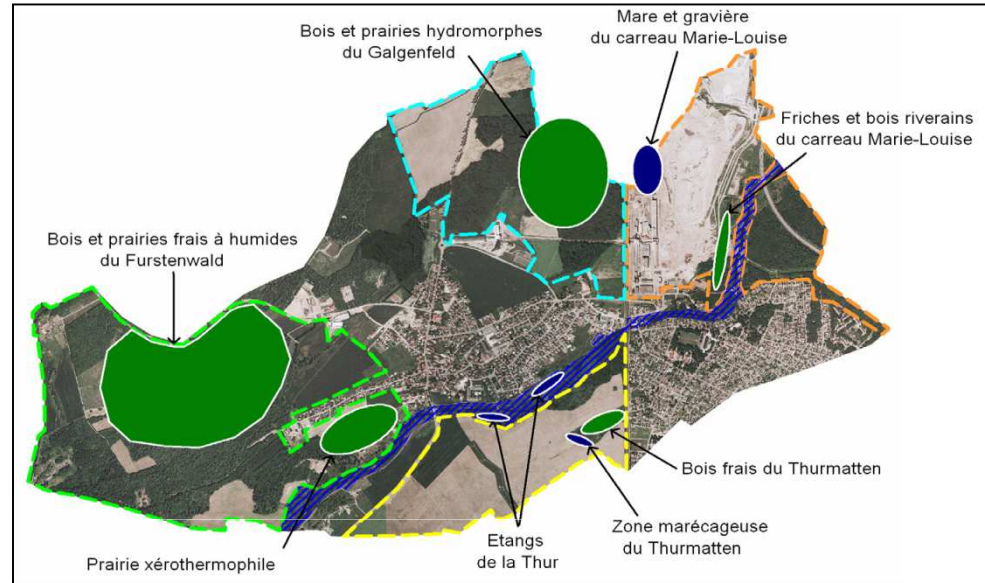 Bois et prairies hydromorphes
du Galgenfeld
Mare et gravière
du carreau Marie-Louise
Friches et bois riverains
du carreau Marie-Louise
Bois et prairies frais à humides
du Furstenwald
Bois frais du Thurmatten
Zone marécageuse
du Thurmatten
Etangs
de la Thur
Prairie xérothermophile